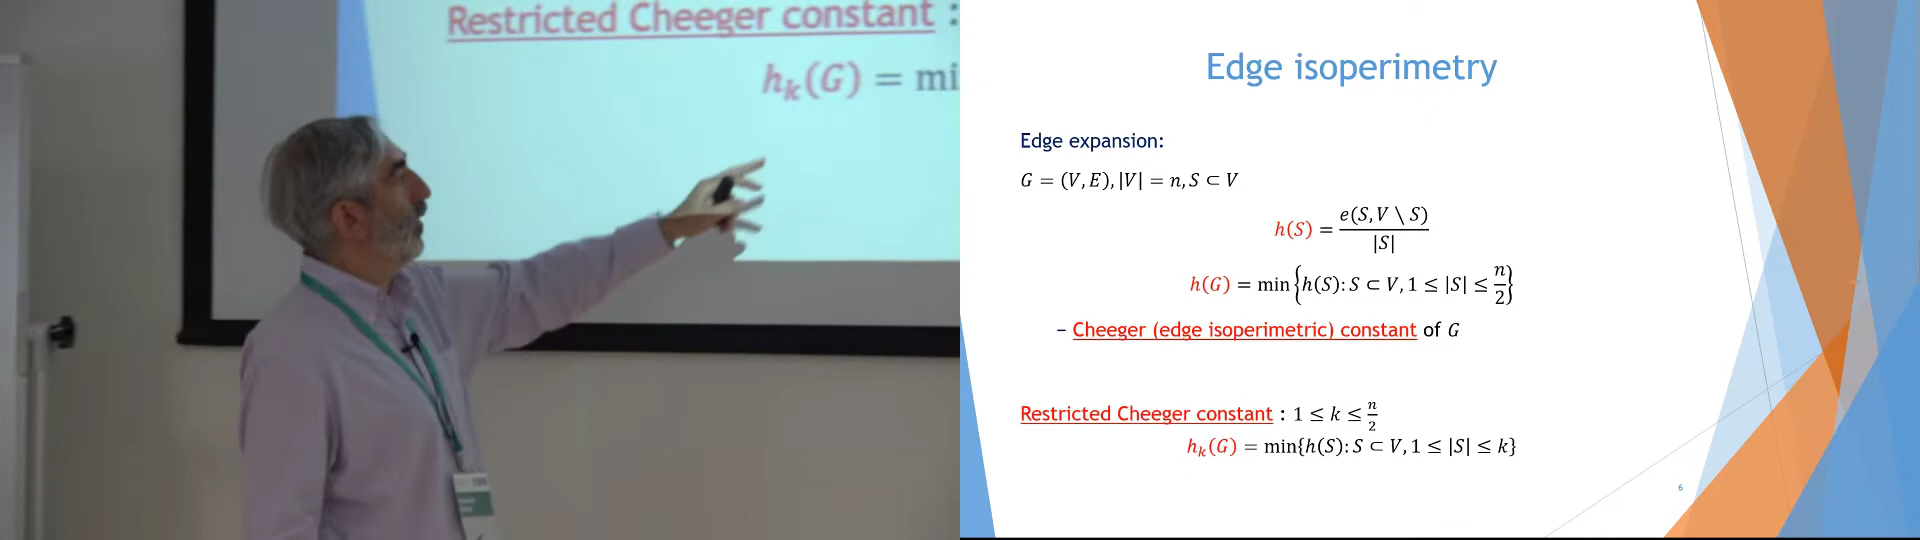 Restricted Cheeger constant :
h_k(G) = mi
Edge isoperimetry
Edge expansion:
G = (V, E), |V| = n, S ⊂ V
h(S) = e(S, V \ S) / |S|
h(G) = min {h(S): S ⊂ V, 1 ≤ |S| ≤ n/2}
– Cheeger (edge isoperimetric) constant of G
Restricted Cheeger constant : 1 ≤ k ≤ n/2
h_k(G) = min{h(S): S ⊂ V, 1 ≤ |S| ≤ k}
6